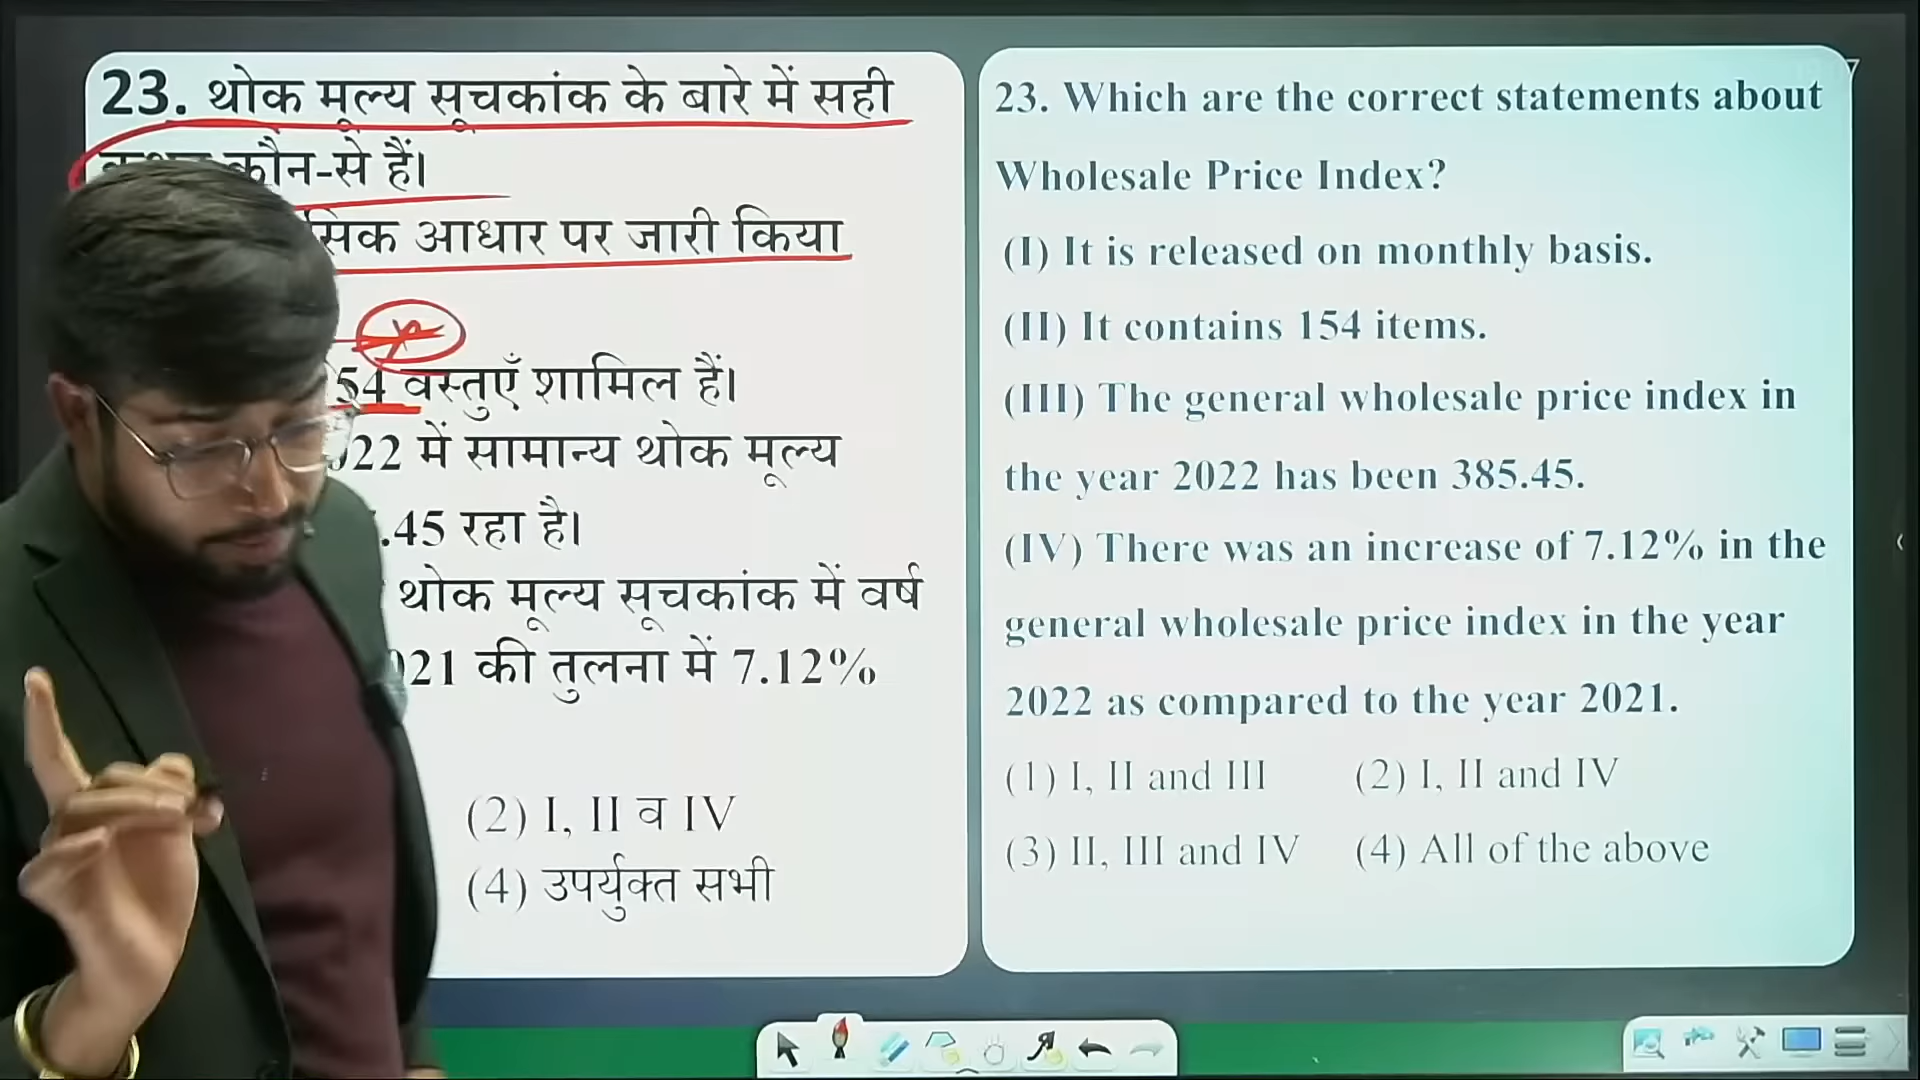 23. थोक मूल्य सूचकांक के बारे में सही
कौन-से हैं।
आधार पर जारी किया
54 वस्तुएँ शामिल हैं।
22 में सामान्य थोक मूल्य
.45 रहा है।
थोक मूल्य सूचकांक में वर्ष
21 की तुलना में 7.12%
(2) I, II व IV
(4) उपर्युक्त सभी
23. Which are the correct statements about
Wholesale Price Index?
(I) It is released on monthly basis.
(II) It contains 154 items.
(III) The general wholesale price index in
the year 2022 has been 385.45.
(IV) There was an increase of 7.12% in the
general wholesale price index in the year
2022 as compared to the year 2021.
(1) I, II and III (2) I, II and IV
(3) II, III and IV (4) All of the above